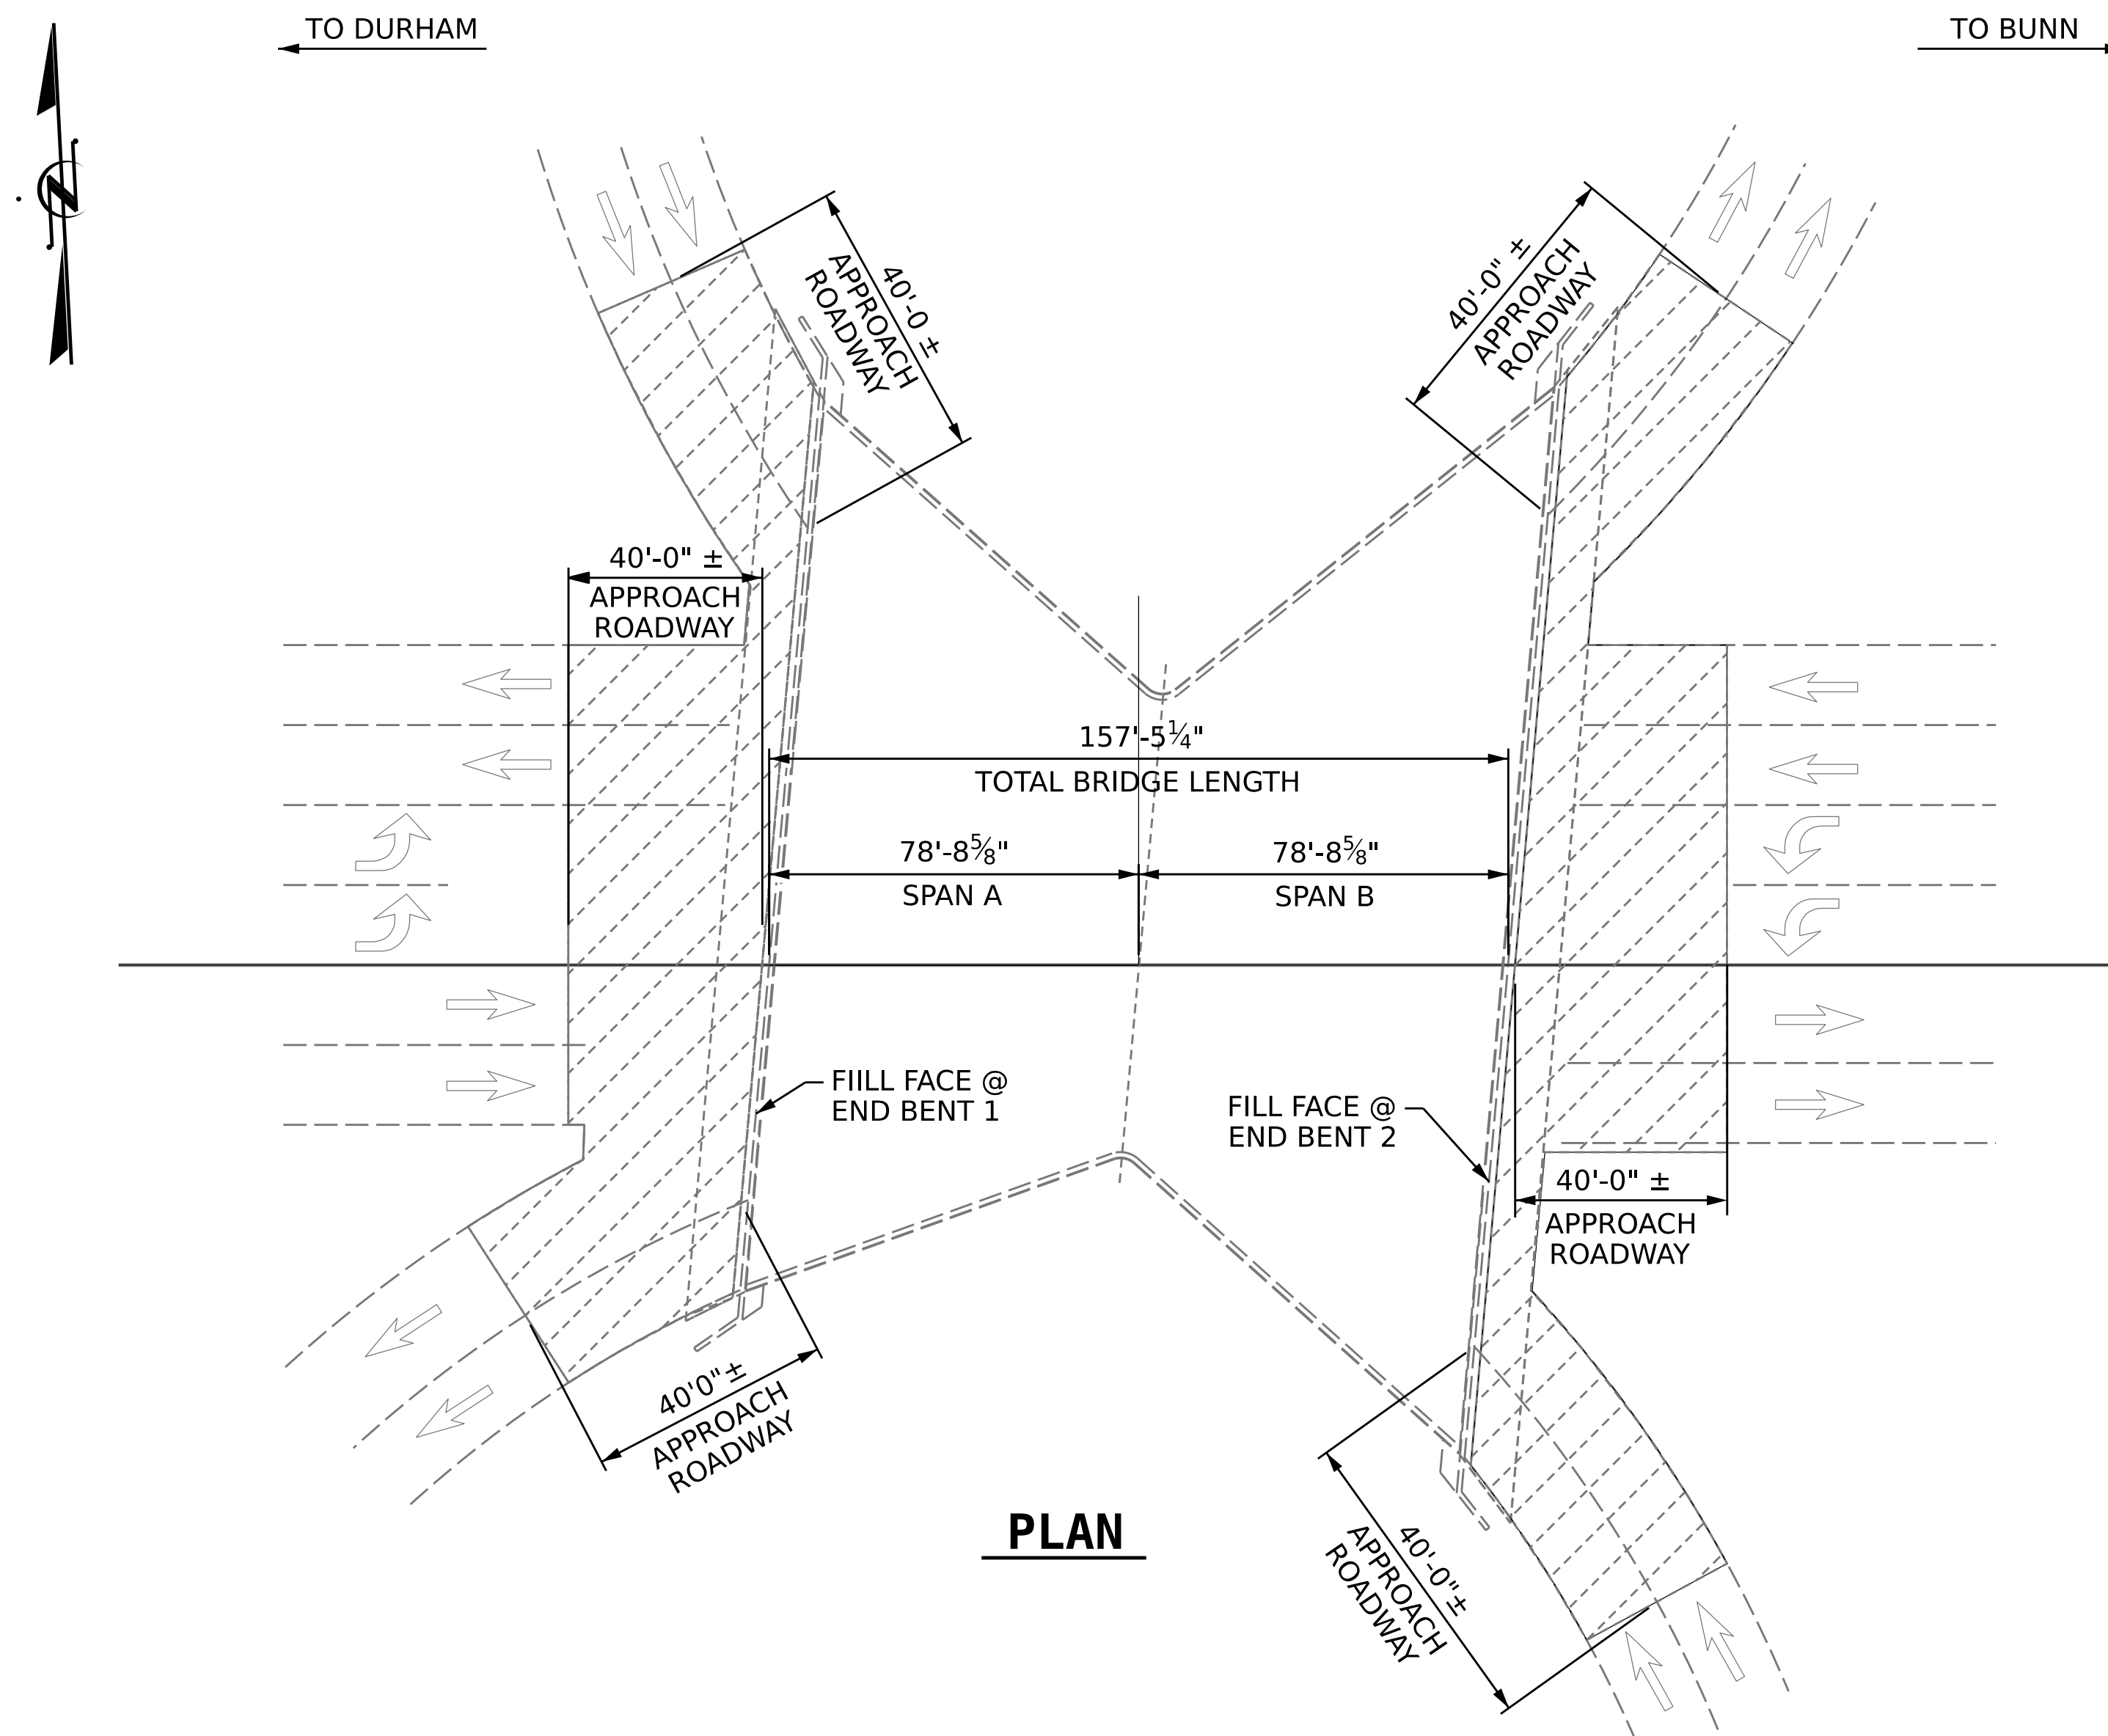 TO DURHAM
TO BUNN
N
40'-0 ±
APPROACH
ROADWAY
40'-0" ±
APPROACH
ROADWAY
40'-0" ±
APPROACH
ROADWAY
157'-5¼"
TOTAL BRIDGE LENGTH
78'-8⅝"
SPAN A
78'-8⅝"
SPAN B
FIILL FACE @
END BENT 1
FILL FACE @
END BENT 2
40'-0" ±
APPROACH
ROADWAY
40'0"±
APPROACH
ROADWAY
40'-0"±
APPROACH
ROADWAY
PLAN